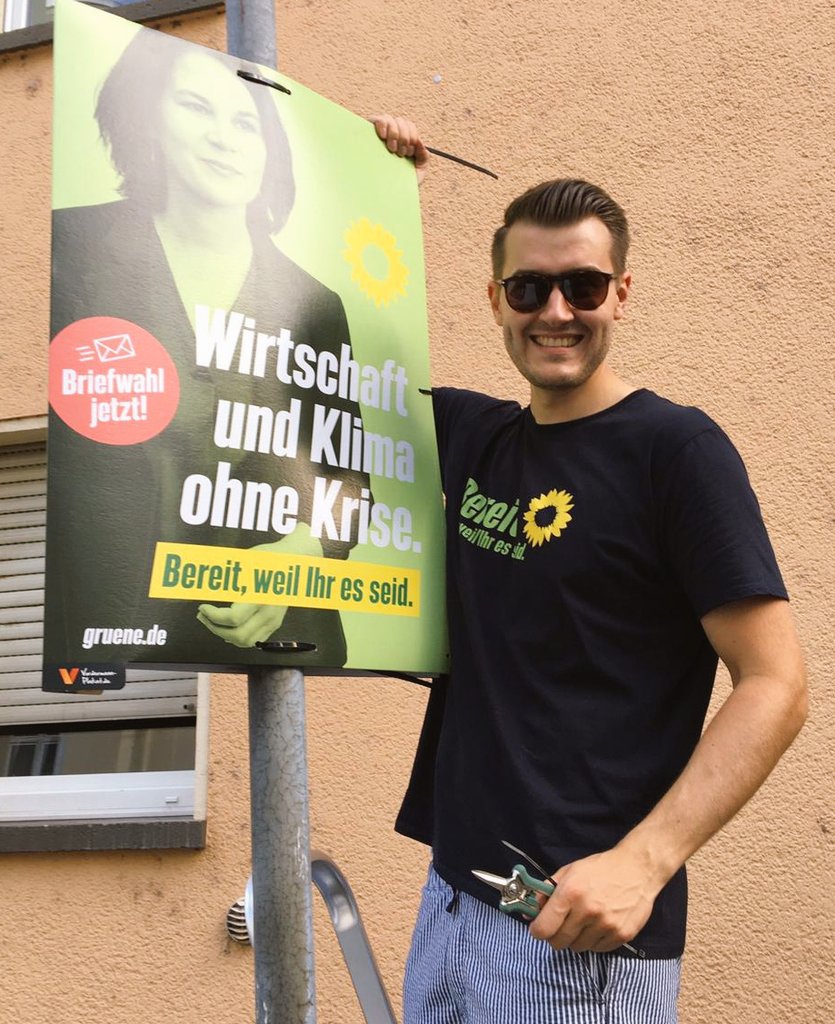 Briefwahl
jetzt!
Wirtschaft
und Klima
ohne Krise.
Bereit, weil Ihr es seid.
gruene.de
Bereit
weil Ihr es seid.